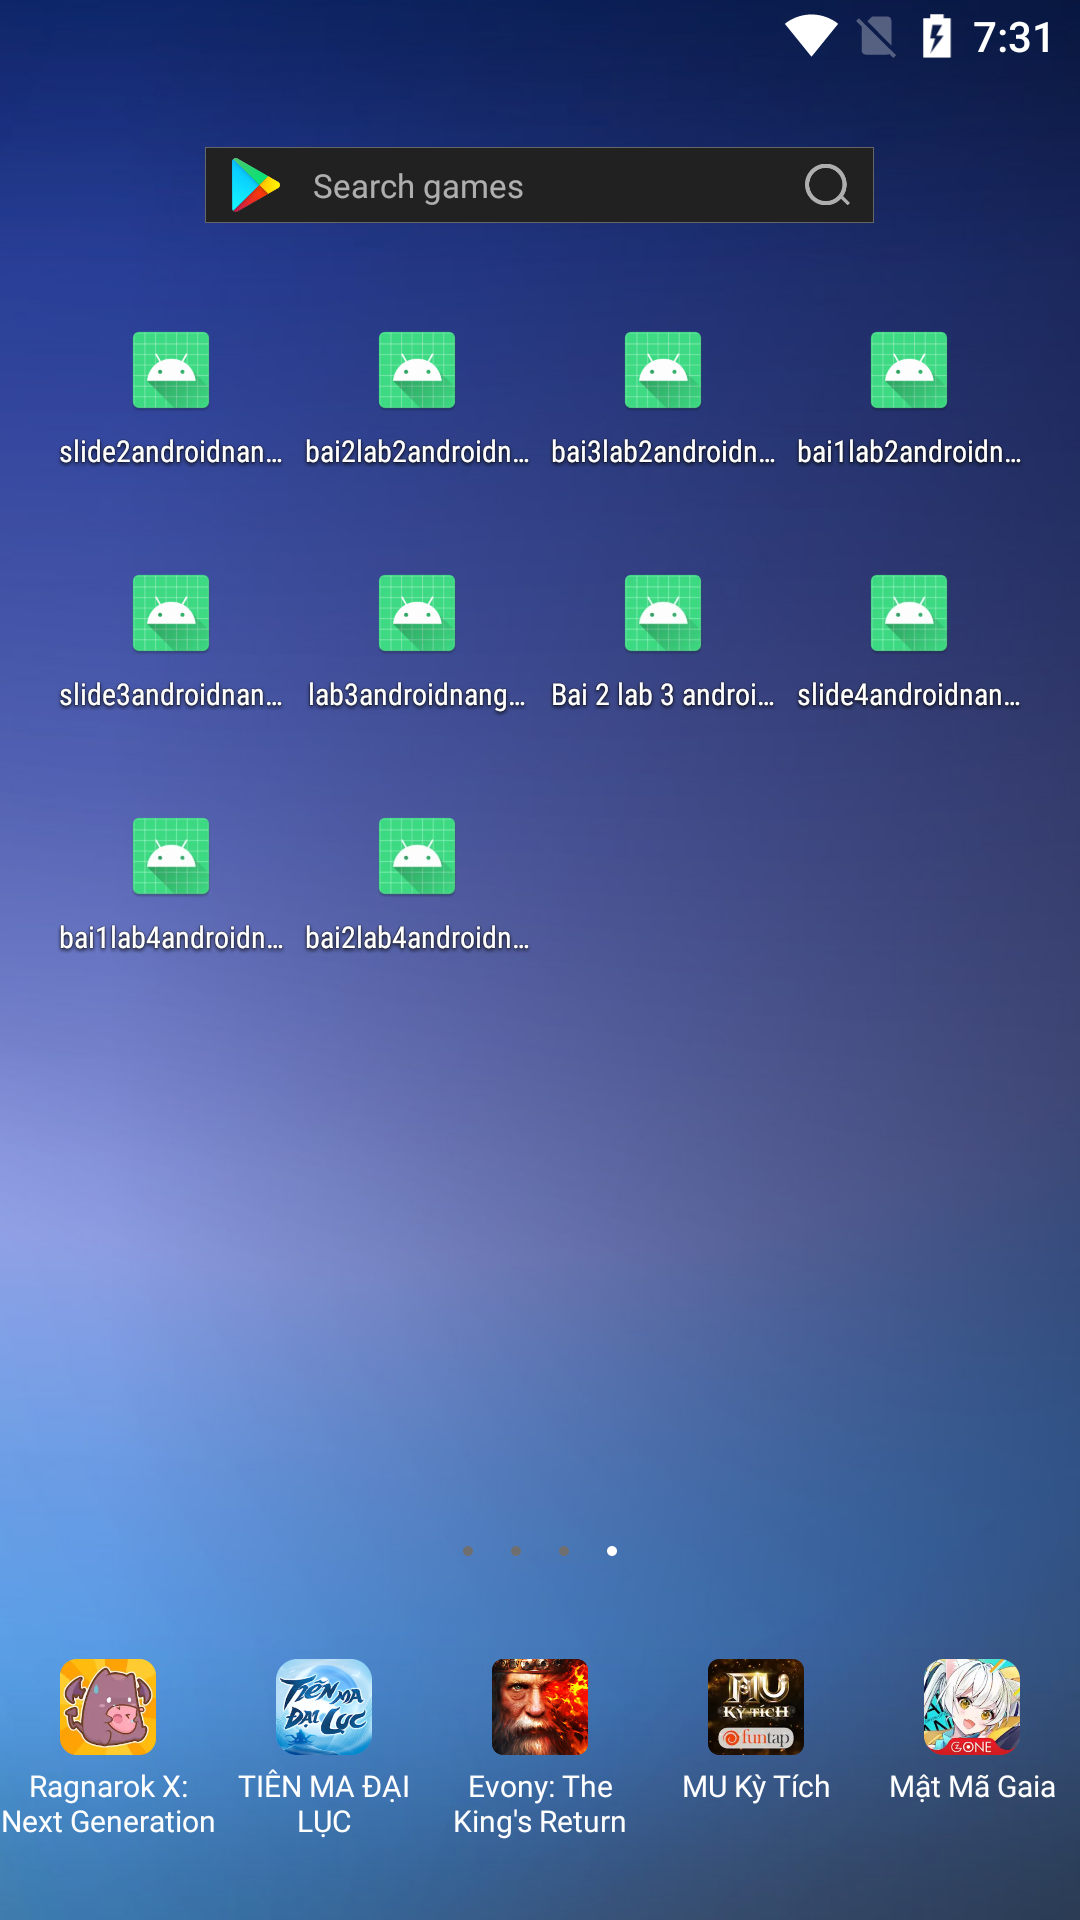 7:31
Search games
slide2androidnan...
bai2lab2androidn...
bai3lab2androidn...
bai1lab2androidn...
slide3androidnan...
lab3androidnang...
Bai 2 lab 3 androi...
slide4androidnan...
bai1lab4androidn...
bai2lab4androidn...
TIÊN MA
ĐẠI LỤC
MU
KỲ TÍCH
funtap
ZONE
Ragnarok X:
Next Generation
TIÊN MA ĐẠI
LỤC
Evony: The
King's Return
MU Kỳ Tích
Mật Mã Gaia